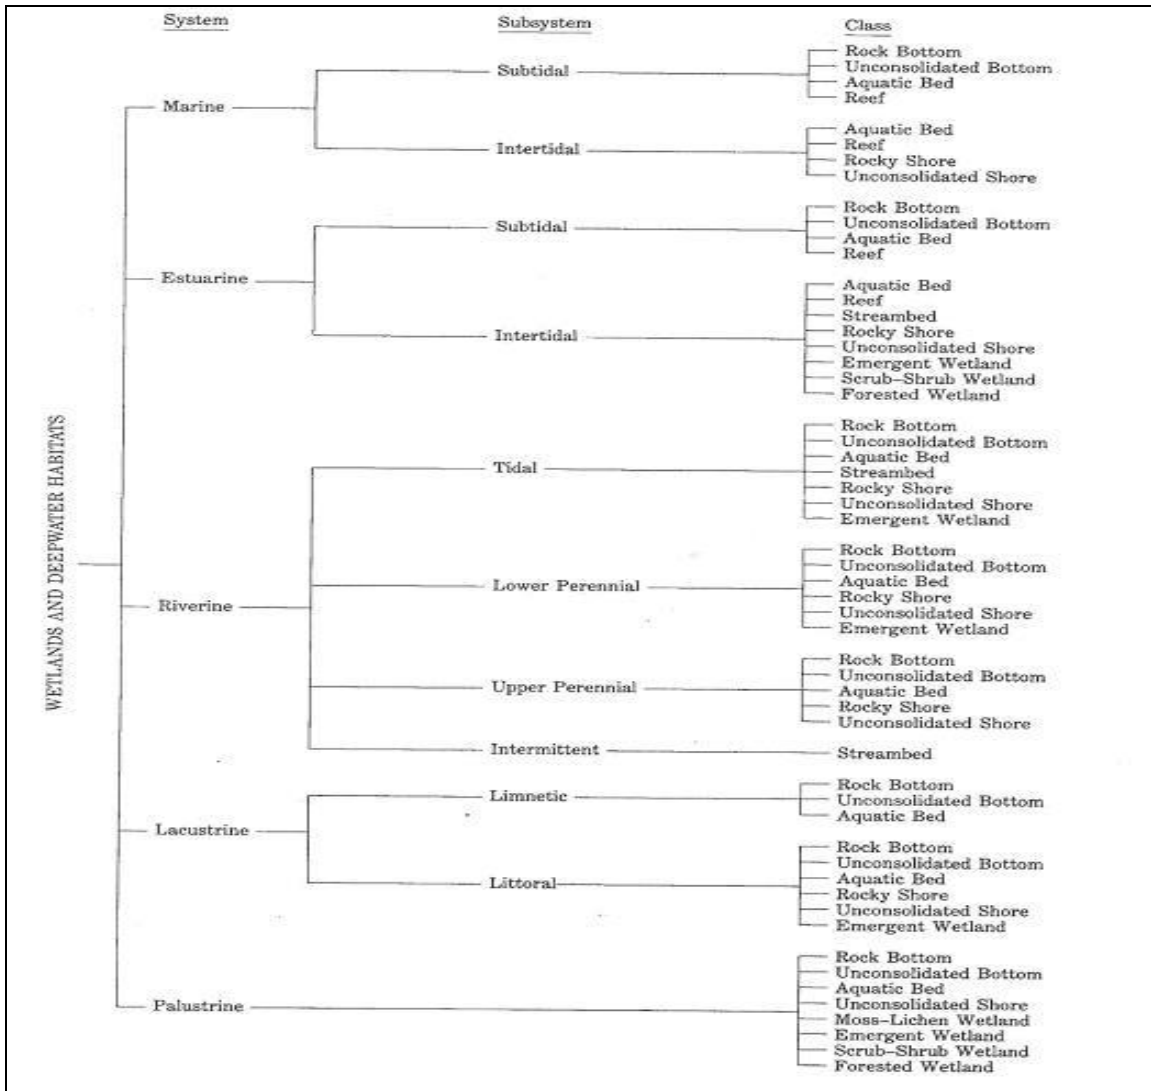 System Subsystem Class
WETLANDS AND DEEPWATER HABITATS
Marine
Subtidal
Rock Bottom
Unconsolidated Bottom
Aquatic Bed
Reef
Intertidal
Aquatic Bed
Reef
Rocky Shore
Unconsolidated Shore
Estuarine
Subtidal
Rock Bottom
Unconsolidated Bottom
Aquatic Bed
Reef
Intertidal
Aquatic Bed
Reef
Streambed
Rocky Shore
Unconsolidated Shore
Emergent Wetland
Scrub–Shrub Wetland
Forested Wetland
Riverine
Tidal
Rock Bottom
Unconsolidated Bottom
Aquatic Bed
Streambed
Rocky Shore
Unconsolidated Shore
Emergent Wetland
Lower Perennial
Rock Bottom
Unconsolidated Bottom
Aquatic Bed
Rocky Shore
Unconsolidated Shore
Emergent Wetland
Upper Perennial
Rock Bottom
Unconsolidated Bottom
Aquatic Bed
Rocky Shore
Unconsolidated Shore
Intermittent
Streambed
Lacustrine
Limnetic
Rock Bottom
Unconsolidated Bottom
Aquatic Bed
Littoral
Rock Bottom
Unconsolidated Bottom
Aquatic Bed
Rocky Shore
Unconsolidated Shore
Emergent Wetland
Palustrine
Rock Bottom
Unconsolidated Bottom
Aquatic Bed
Unconsolidated Shore
Moss–Lichen Wetland
Emergent Wetland
Scrub–Shrub Wetland
Forested Wetland